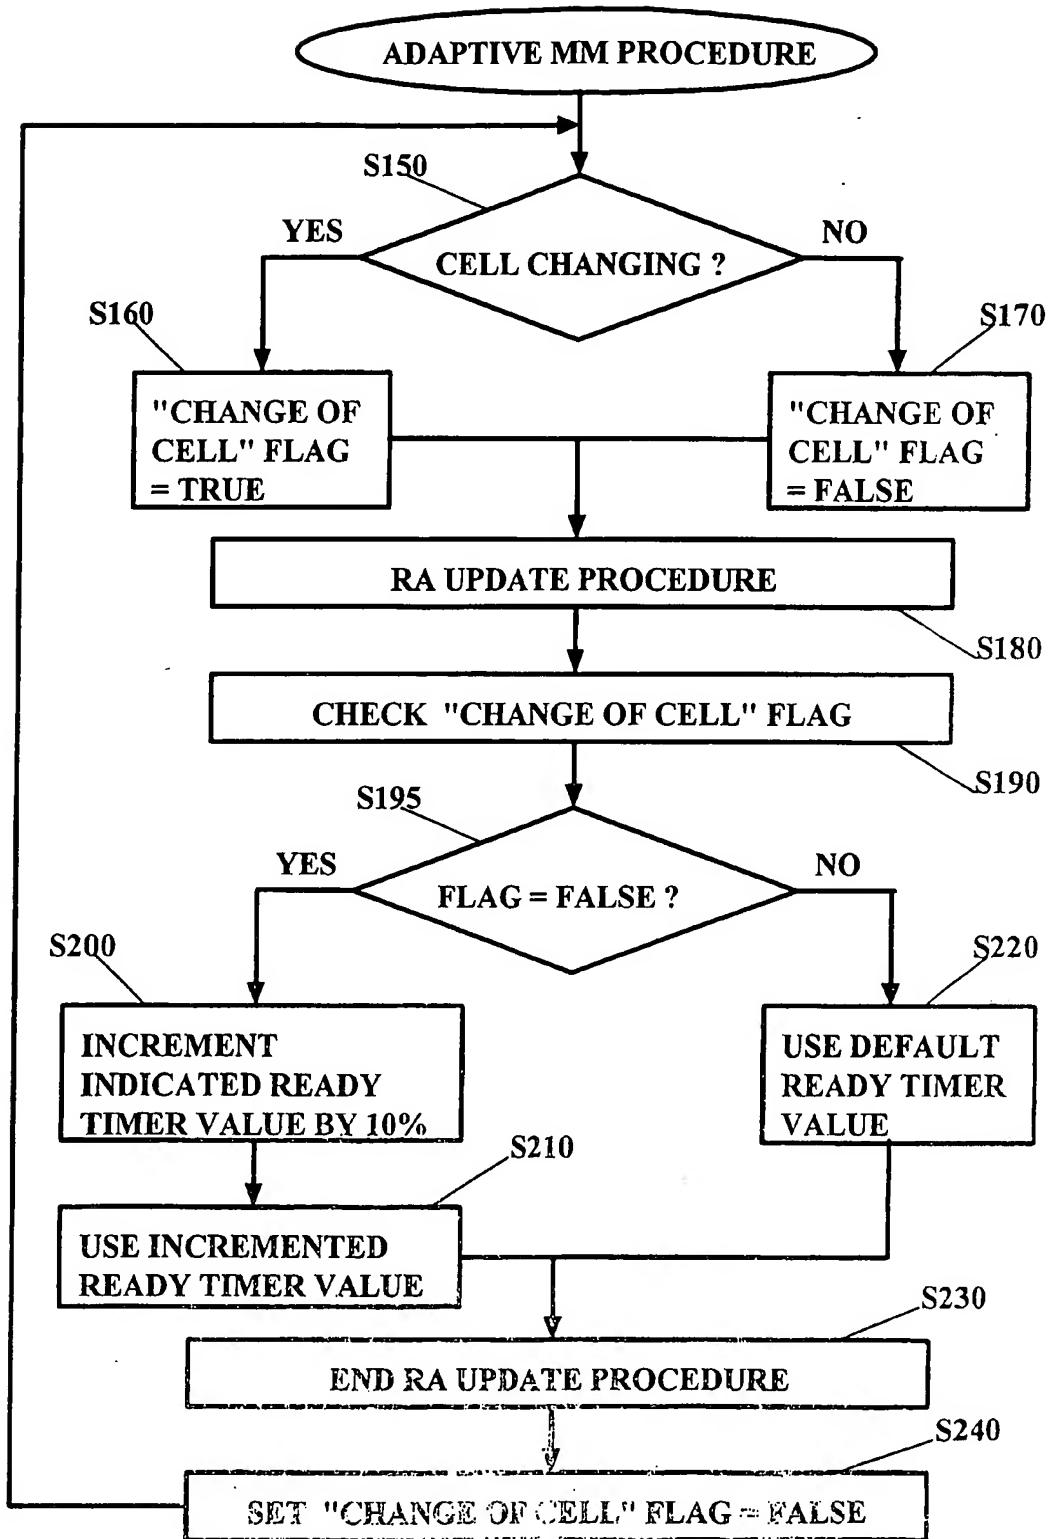 ADAPTIVE MM PROCEDURE
S150
YES
NO
CELL CHANGING ?
S160
S170
"CHANGE OF
CELL" FLAG
= TRUE
"CHANGE OF
CELL" FLAG
= FALSE
RA UPDATE PROCEDURE
S180
CHECK "CHANGE OF CELL" FLAG
S190
S195
YES
NO
FLAG = FALSE ?
S200
S220
INCREMENT
INDICATED READY
TIMER VALUE BY 10%
USE DEFAULT
READY TIMER
VALUE
S210
USE INCREMENTED
READY TIMER VALUE
S230
END RA UPDATE PROCEDURE
S240
SET "CHANGE OF CELL" FLAG = FALSE